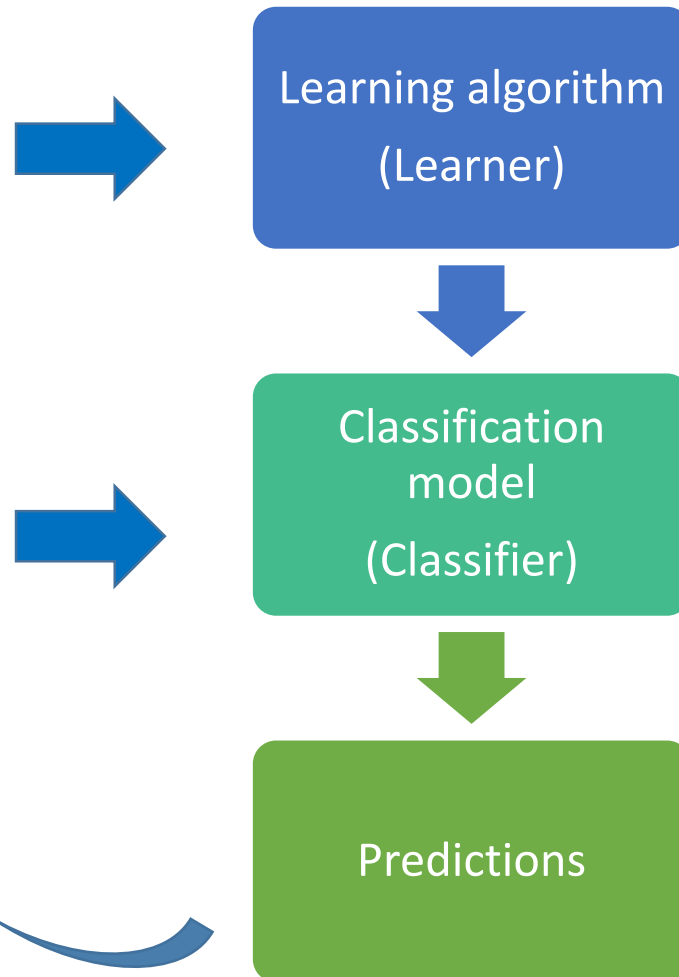 Learning algorithm
(Learner)
Classification
model
(Classifier)
Predictions